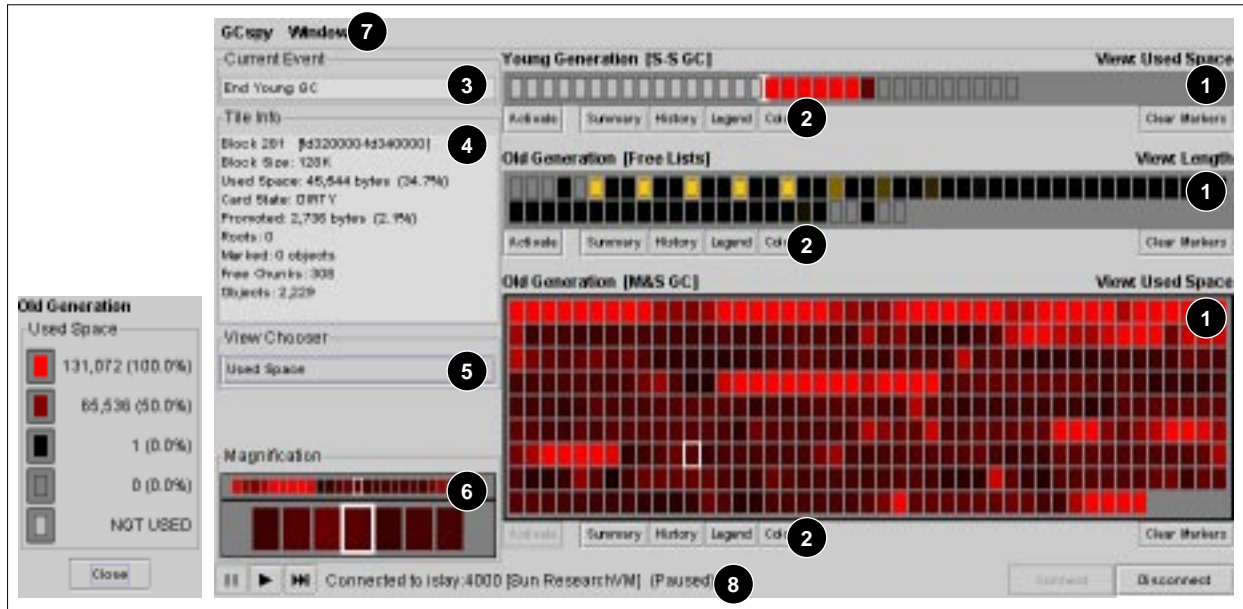 GCspy Window 7
Current Event
End Young GC 3
Tile Info
Block 281 [fd320000-fd340000] 4
Block Size: 128K
Used Space: 45,544 bytes (34.7%)
Card State: DIRTY
Promoted: 2,736 bytes (2.1%)
Roots: 0
Marked: 0 objects
Free Chunks: 308
Objects: 2,229
View Chooser
Used Space 5
Magnification
6
Young Generation [S-S GC] View: Used Space
1
Activate Summary History Legend 2 Clear Markers
Old Generation [Free Lists] View: Length
1
Activate Summary History Legend 2 Clear Markers
Old Generation [M&S GC] View: Used Space
1
Activate Summary History Legend 2 Clear Markers
Connected to islay:4000 [Sun ResearchVM] (Paused) 8
Connect Disconnect
Old Generation
Used Space
131,072 (100.0%)
65,536 (50.0%)
1 (0.0%)
0 (0.0%)
NOT USED
Close